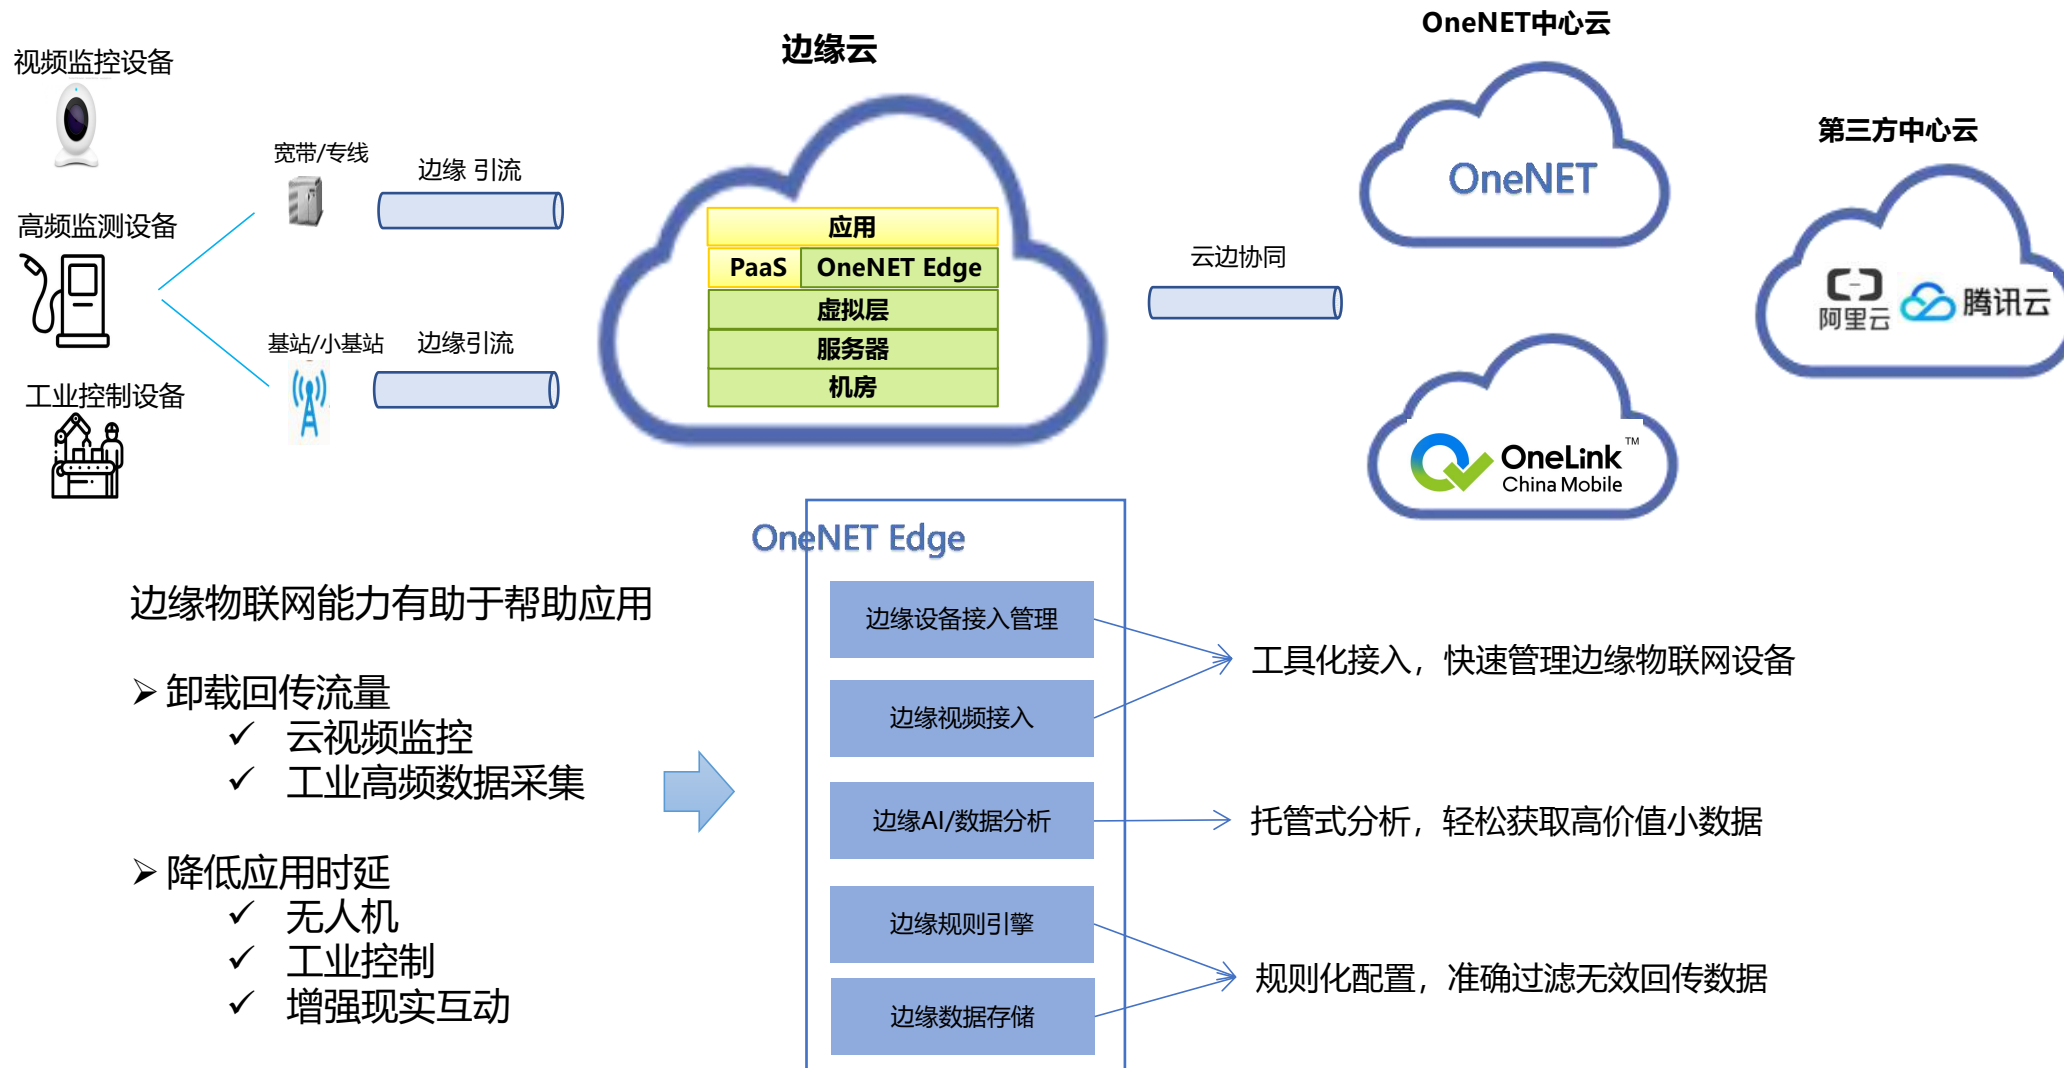 OneNET中心云
边缘云
视频监控设备
第三方中心云
宽带/专线
边缘 引流
OneNET
高频监测设备
应用
PaaS
OneNET Edge
云边协同
虚拟层
阿里云
腾讯云
基站/小基站
边缘引流
服务器
机房
工业控制设备
OneLink™
China Mobile
OneNET Edge
边缘物联网能力有助于帮助应用
➢ 卸载回传流量
✓ 云视频监控
✓ 工业高频数据采集
➢ 降低应用时延
✓ 无人机
✓ 工业控制
✓ 增强现实互动
边缘设备接入管理
边缘视频接入
边缘AI/数据分析
边缘规则引擎
边缘数据存储
工具化接入，快速管理边缘物联网设备
托管式分析，轻松获取高价值小数据
规则化配置，准确过滤无效回传数据